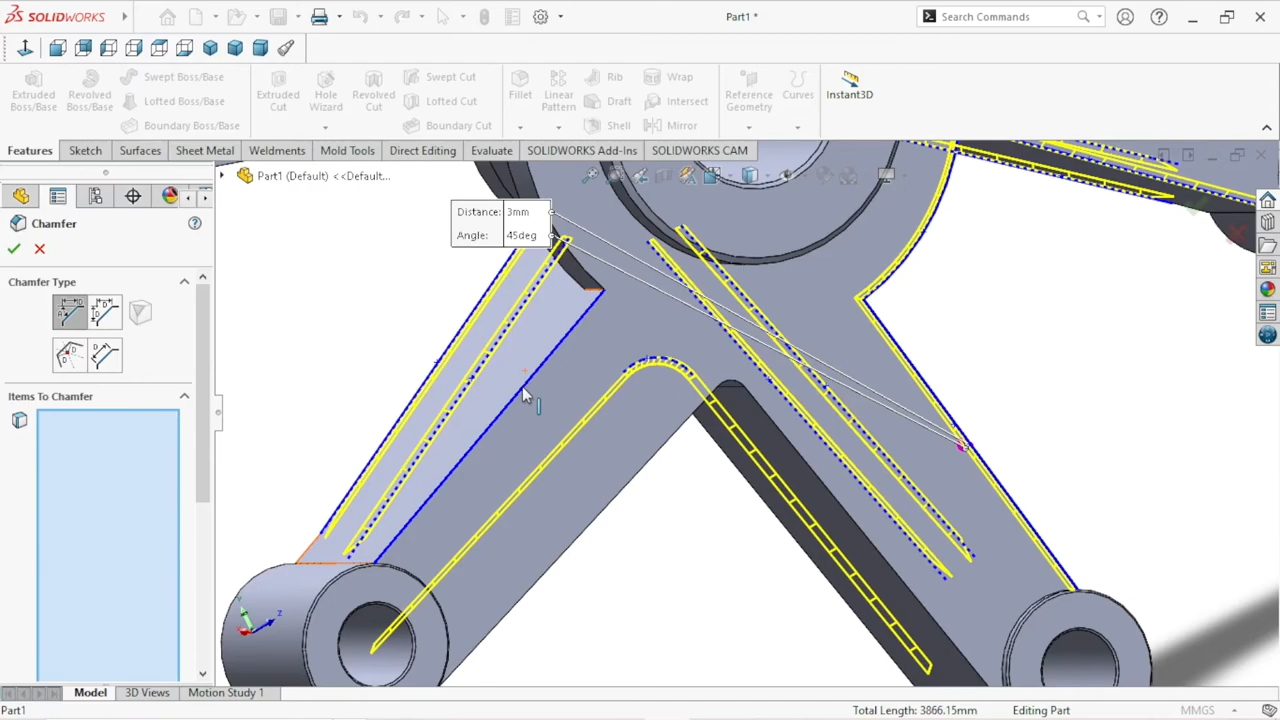 SOLIDWORKS
Part1 *
Search Commands
Extruded Boss/Base
Revolved Boss/Base
Swept Boss/Base
Lofted Boss/Base
Boundary Boss/Base
Extruded Cut
Hole Wizard
Revolved Cut
Swept Cut
Lofted Cut
Boundary Cut
Fillet
Linear Pattern
Rib
Draft
Shell
Wrap
Intersect
Mirror
Reference Geometry
Curves
Instant3D
Features
Sketch
Surfaces
Sheet Metal
Weldments
Mold Tools
Direct Editing
Evaluate
SOLIDWORKS Add-Ins
SOLIDWORKS CAM
Part1 (Default) <<Default...
Chamfer
Chamfer Type
Items To Chamfer
Distance: 3mm
Angle: 45deg
Model
3D Views
Motion Study 1
Part1
Total Length: 3866.15mm
Editing Part
MMGS